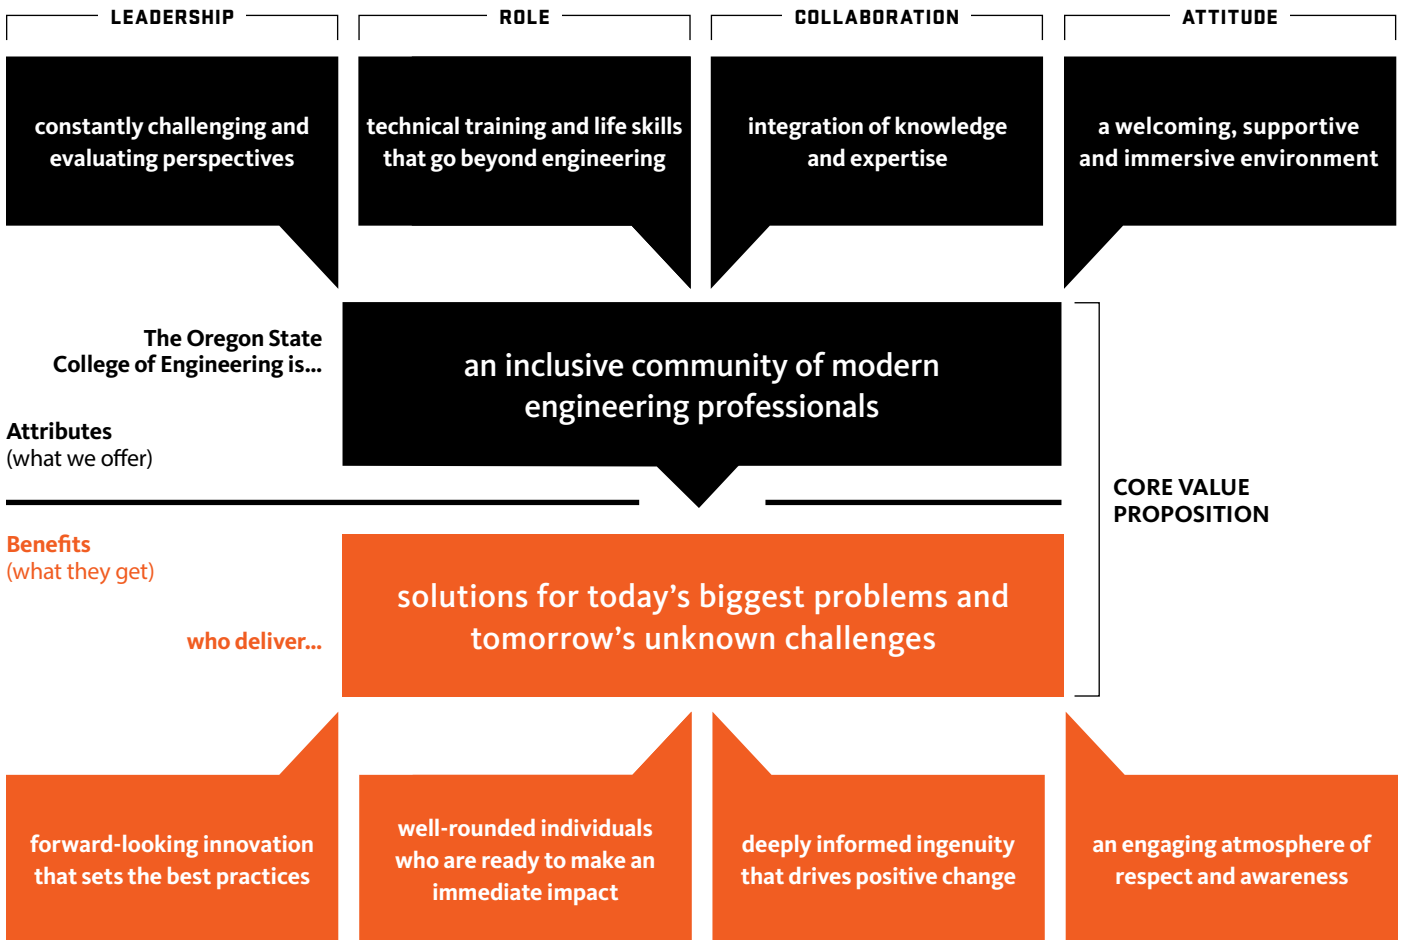 LEADERSHIP
ROLE
COLLABORATION
ATTITUDE
constantly challenging and
evaluating perspectives
technical training and life skills
that go beyond engineering
integration of knowledge
and expertise
a welcoming, supportive
and immersive environment
The Oregon State
College of Engineering is...
an inclusive community of modern
engineering professionals
Attributes
(what we offer)
CORE VALUE
PROPOSITION
Benefits
(what they get)
who deliver...
solutions for today’s biggest problems and
tomorrow’s unknown challenges
forward-looking innovation
that sets the best practices
well-rounded individuals
who are ready to make an
immediate impact
deeply informed ingenuity
that drives positive change
an engaging atmosphere of
respect and awareness